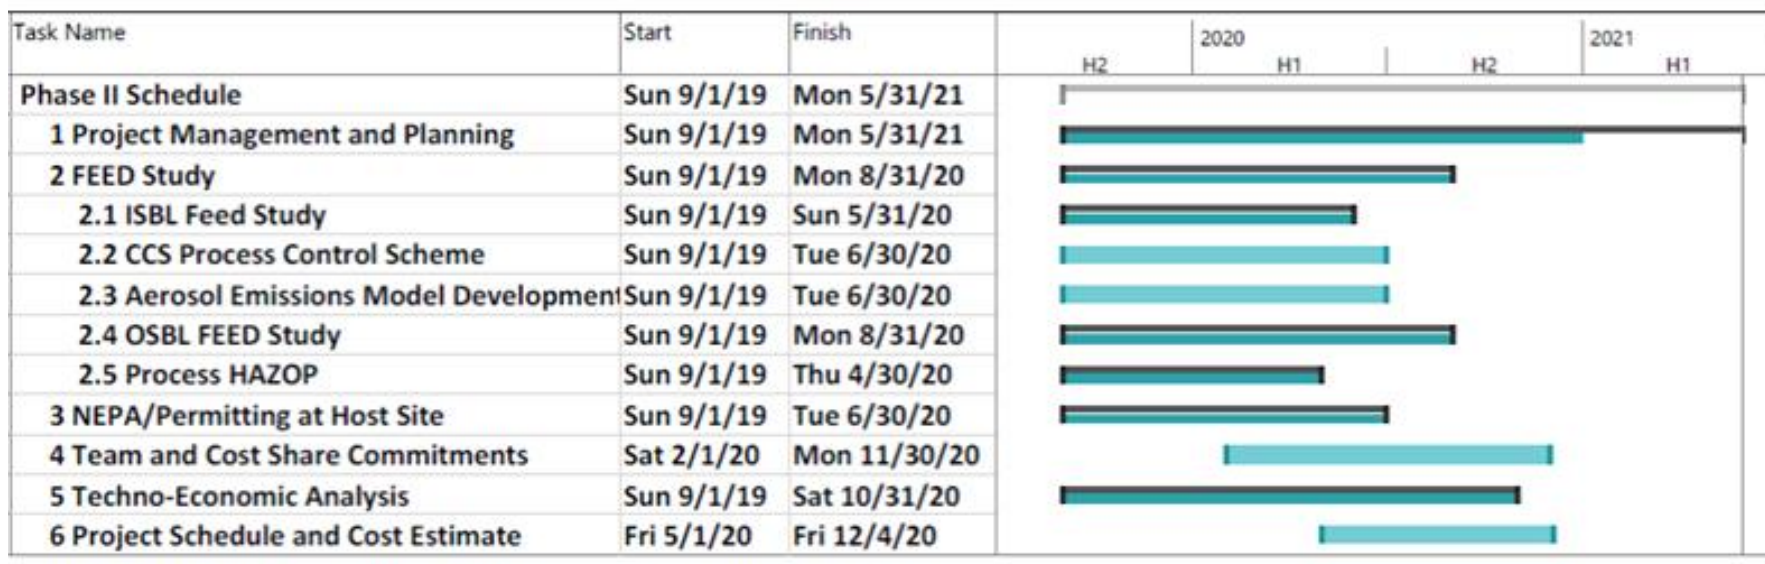 Task Name Start Finish 2020 2021
H2 H1 H2 H1
Phase II Schedule Sun 9/1/19 Mon 5/31/21
1 Project Management and Planning Sun 9/1/19 Mon 5/31/21
2 FEED Study Sun 9/1/19 Mon 8/31/20
2.1 ISBL Feed Study Sun 9/1/19 Sun 5/31/20
2.2 CCS Process Control Scheme Sun 9/1/19 Tue 6/30/20
2.3 Aerosol Emissions Model Development Sun 9/1/19 Tue 6/30/20
2.4 OSBL FEED Study Sun 9/1/19 Mon 8/31/20
2.5 Process HAZOP Sun 9/1/19 Thu 4/30/20
3 NEPA/Permitting at Host Site Sun 9/1/19 Tue 6/30/20
4 Team and Cost Share Commitments Sat 2/1/20 Mon 11/30/20
5 Techno-Economic Analysis Sun 9/1/19 Sat 10/31/20
6 Project Schedule and Cost Estimate Fri 5/1/20 Fri 12/4/20